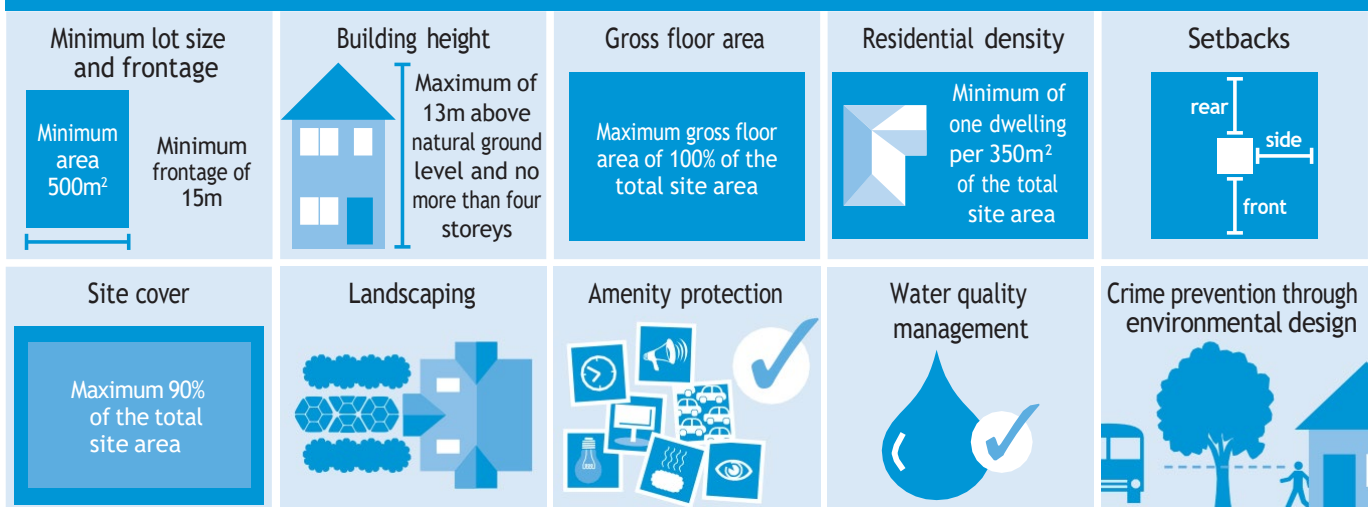 Minimum lot size
and frontage
Minimum
area
500m²
Minimum
frontage of
15m
Building height
Maximum of
13m above
natural ground
level and no
more than four
storeys
Gross floor area
Maximum gross floor
area of 100% of the
total site area
Residential density
Minimum of
one dwelling
per 350m²
of the total
site area
Setbacks
rear
side
front
Site cover
Maximum 90%
of the total
site area
Landscaping
Amenity protection
Water quality
management
Crime prevention through
environmental design